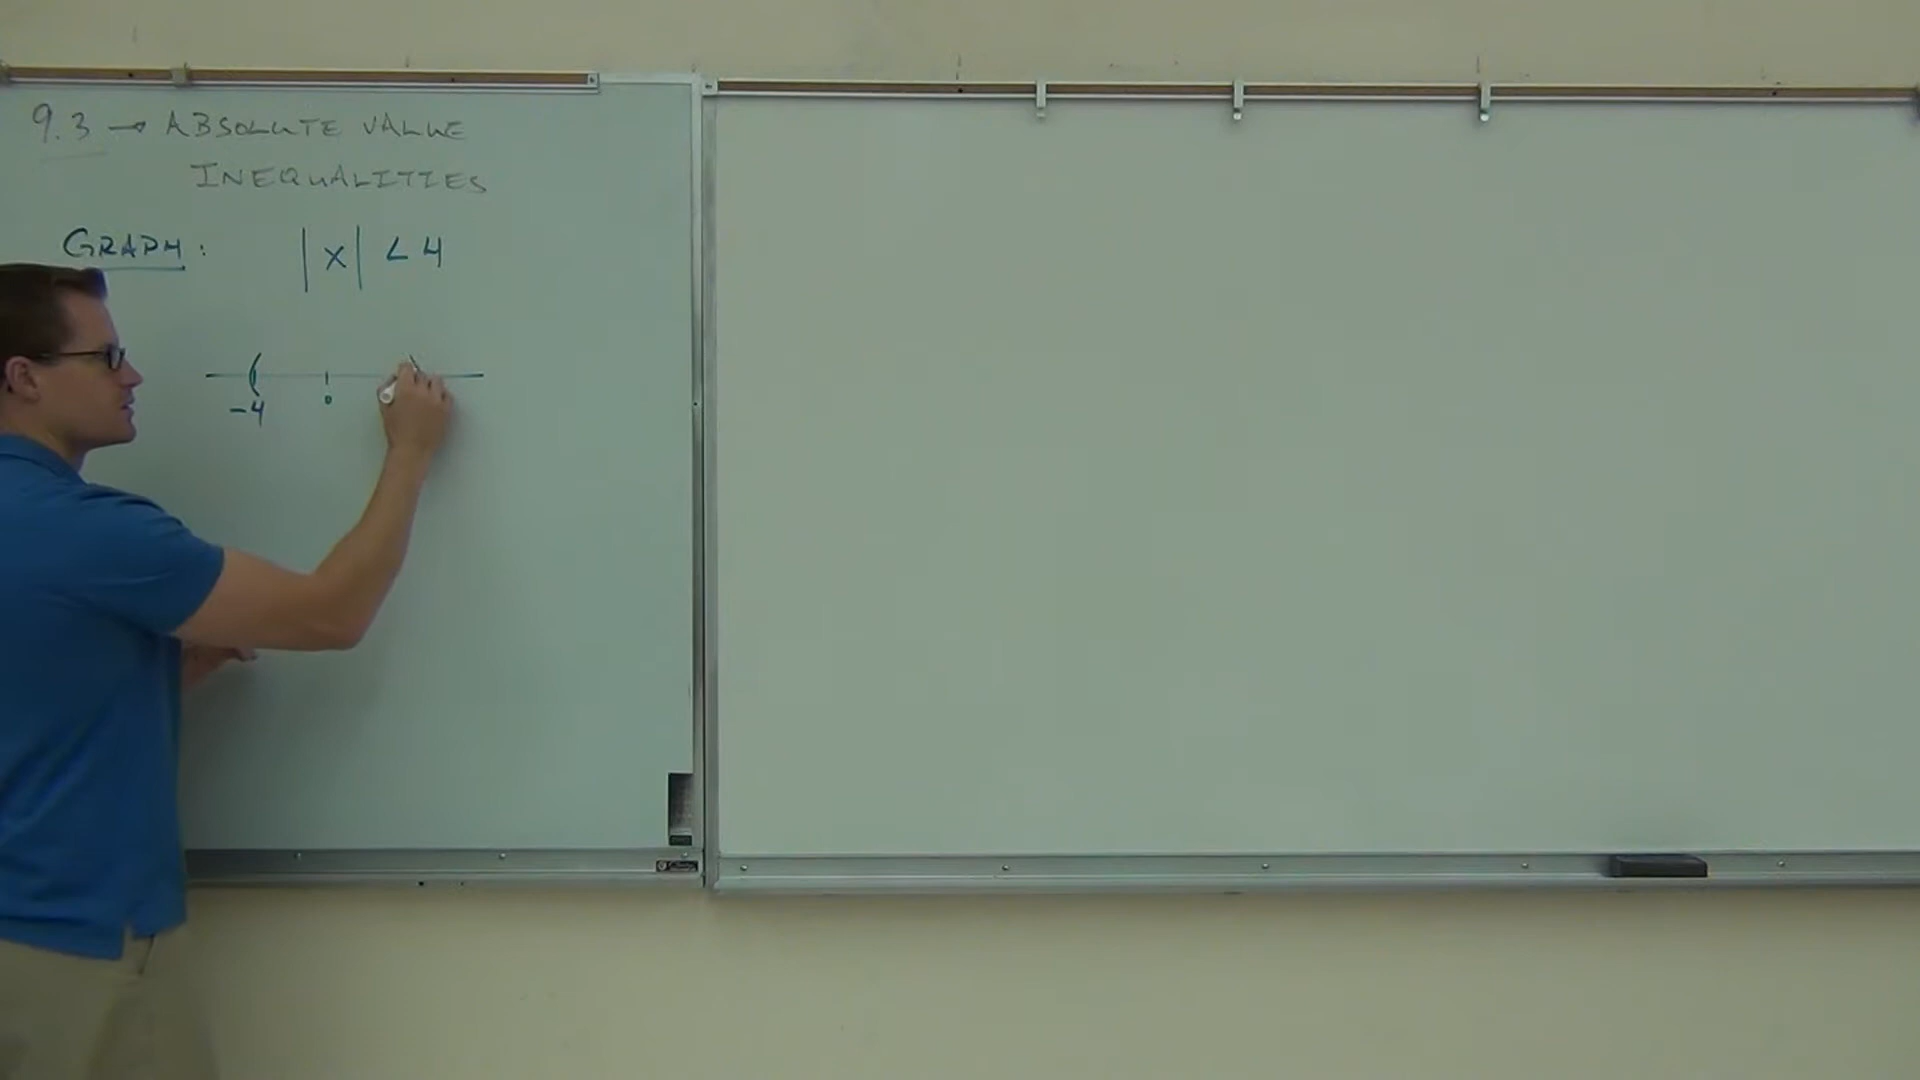 9.3 → ABSOLUTE VALUE
INEQUALITIES
GRAPH: |x| < 4
-4 0